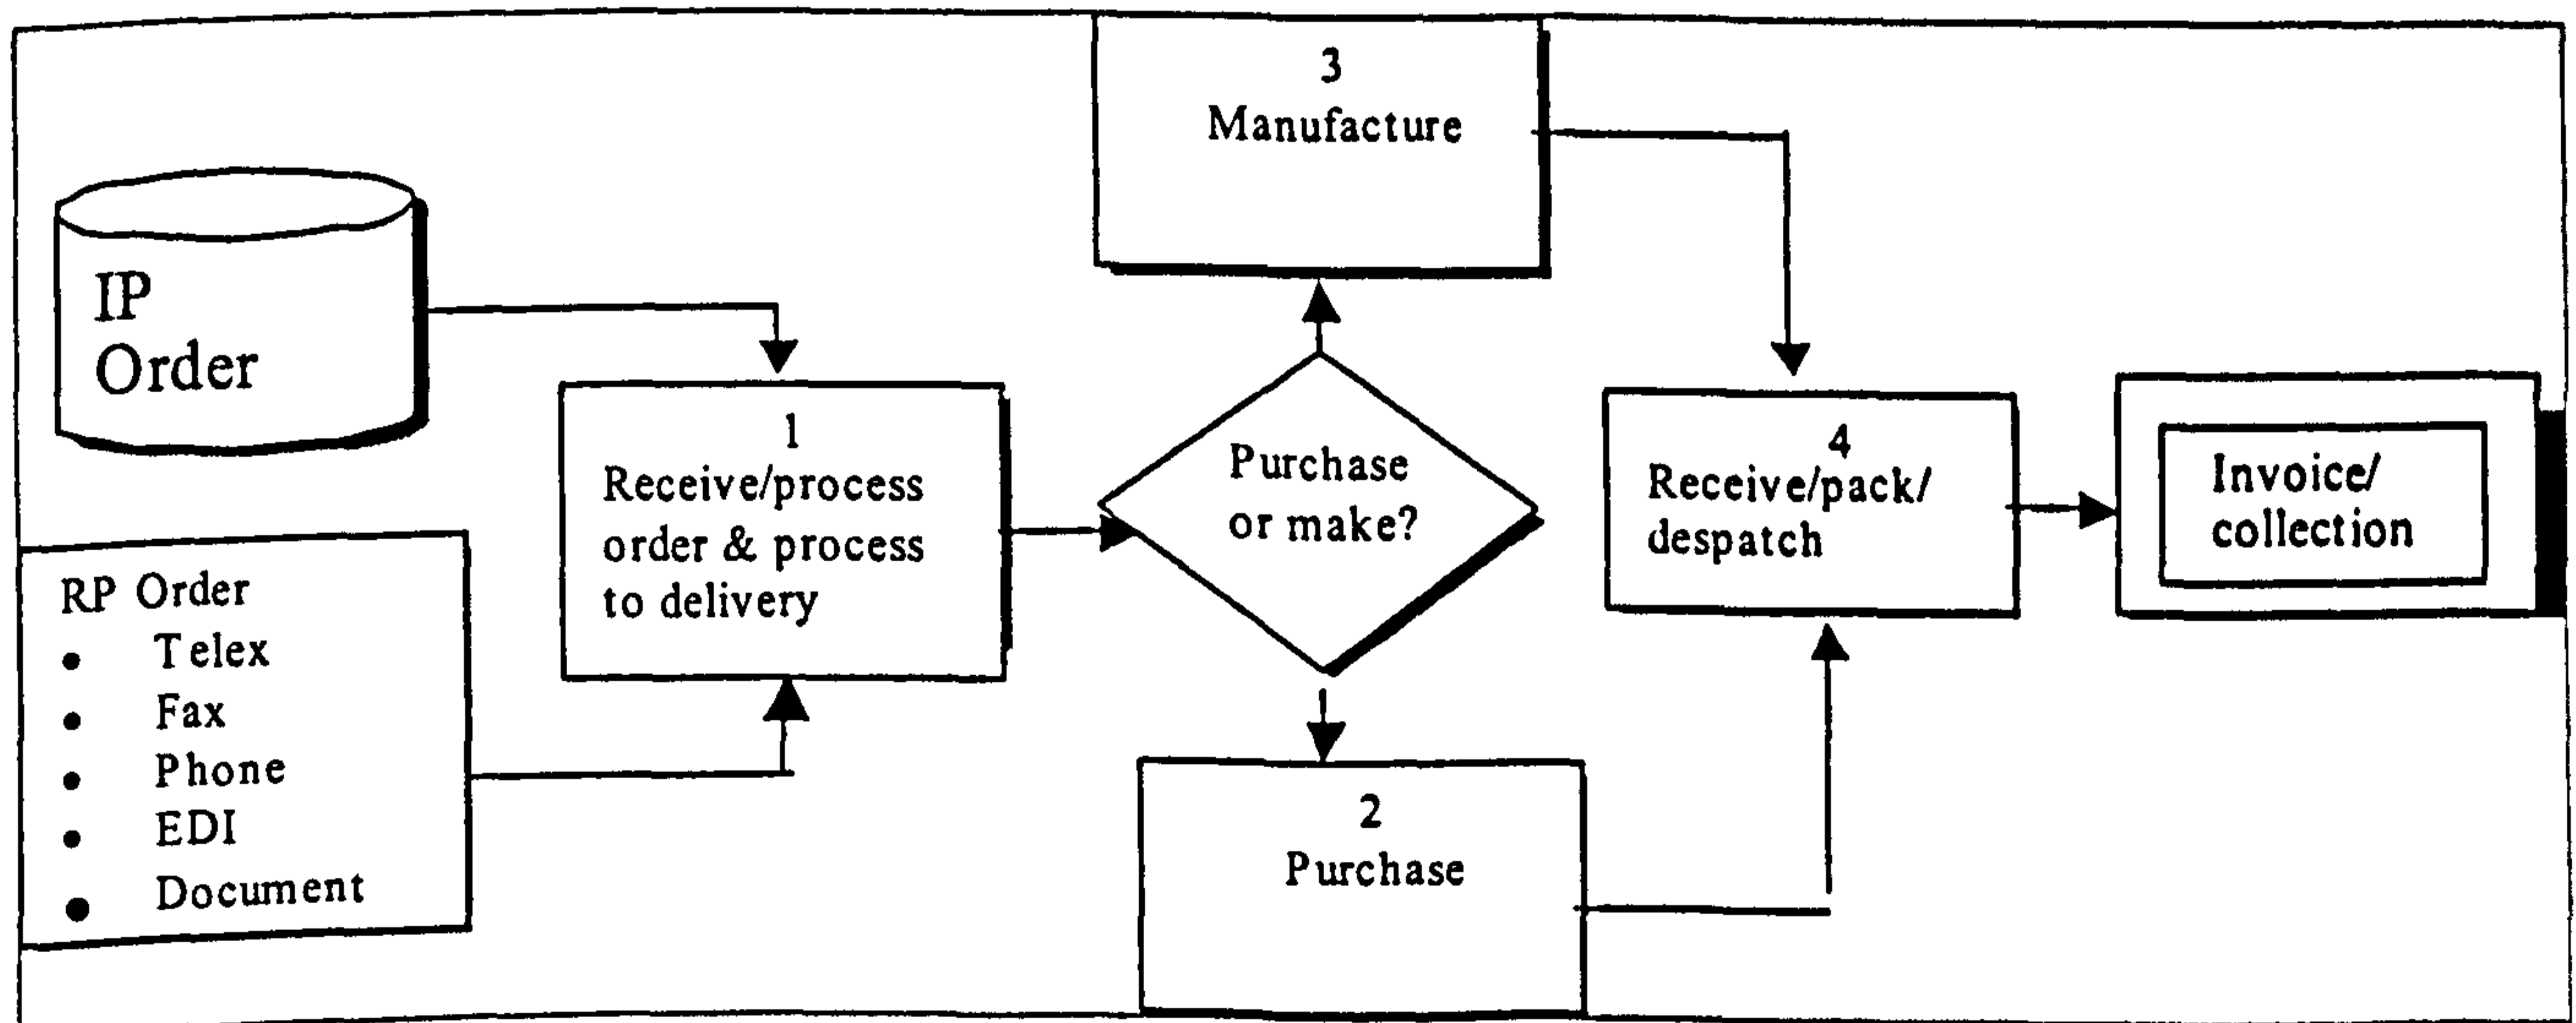 IP
Order
RP Order
• Telex
• Fax
• Phone
• EDI
• Document
1
Receive/process
order & process
to delivery
Purchase
or make?
3
Manufacture
2
Purchase
4
Receive/pack/
despatch
Invoice/
collection